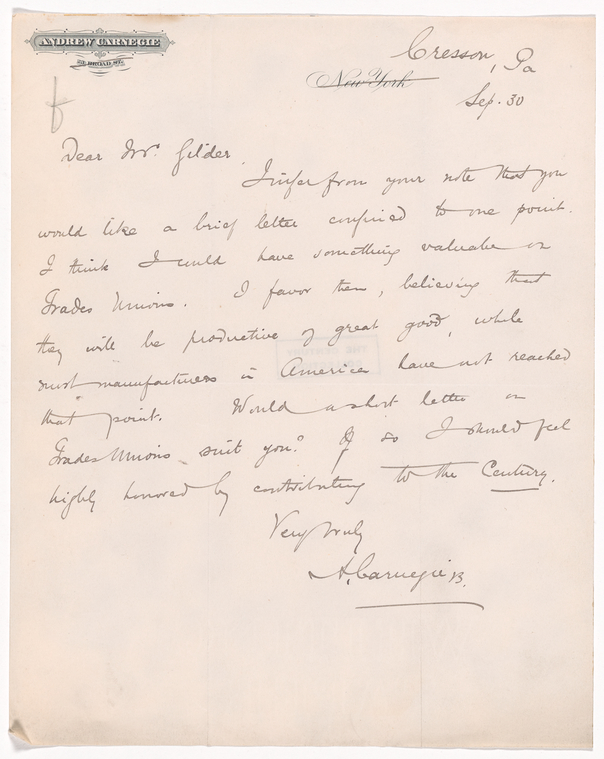 ANDREW CARNEGIE
BROAD ST.
Cresson, Pa
New York
Sep. 30
Dear Mr. Gilder.
I infer from your note that you
would like a brief letter confined to one point.
I think I could have something valuable on
Trades Unions. I favor them, believing that
they will be productive of great good, while
most manufacturers in America have not reached
that point. Would a short letter on
Trades Unions suit you? If so I should feel
highly honored by contributing to the Century.
Very truly
A. Carnegie